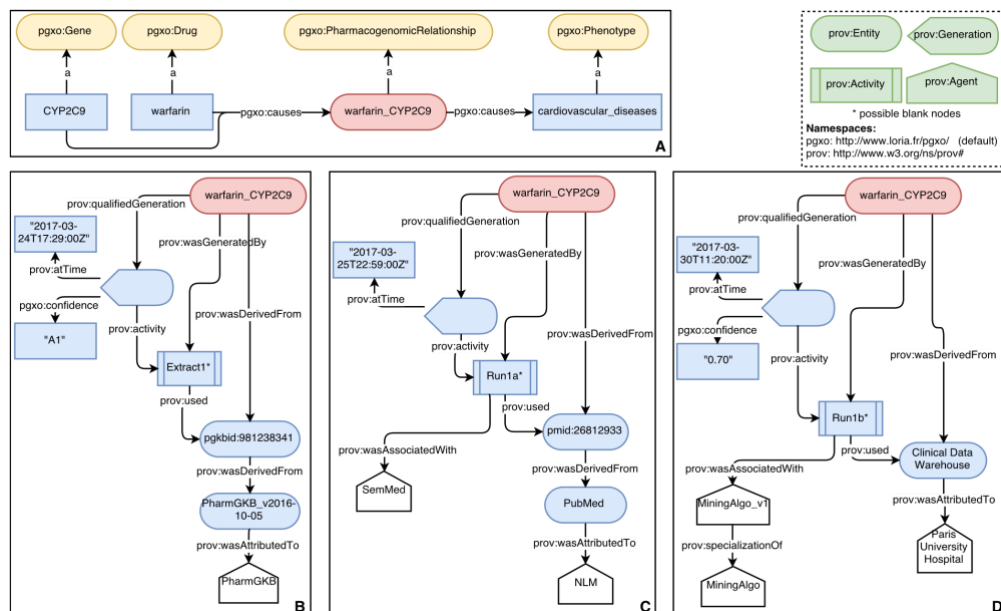 pgxo:Gene
pgxo:Drug
pgxo:PharmacogenomicRelationship
pgxo:Phenotype
a
a
a
a
CYP2C9
warfarin
pgxo:causes
warfarin_CYP2C9
pgxo:causes
cardiovascular_diseases
A
prov:Entity
prov:Generation
prov:Activity
prov:Agent
* possible blank nodes
Namespaces:
pgxo: http://www.loria.fr/pgxo/ (default)
prov: http://www.w3.org/ns/prov#
warfarin_CYP2C9
prov:qualifiedGeneration
"2017-03-
24T17:29:00Z"
prov:wasGeneratedBy
prov:atTime
pgxo:confidence
prov:wasDerivedFrom
"A1"
prov:activity
Extract1*
prov:used
pgkbid:981238341
prov:wasDerivedFrom
PharmGKB_v2016-
10-05
prov:wasAttributedTo
PharmGKB
B
warfarin_CYP2C9
prov:qualifiedGeneration
"2017-03-
25T22:59:00Z"
prov:wasGeneratedBy
prov:atTime
prov:wasDerivedFrom
prov:activity
Run1a*
prov:used
pmid:26812933
prov:wasAssociatedWith
prov:wasDerivedFrom
SemMed
PubMed
prov:wasAttributedTo
NLM
C
warfarin_CYP2C9
prov:qualifiedGeneration
"2017-03-
30T11:20:00Z"
prov:wasGeneratedBy
prov:atTime
pgxo:confidence
prov:wasDerivedFrom
"0.70"
prov:activity
Run1b*
prov:used
Clinical Data
Warehouse
prov:wasAssociatedWith
prov:wasAttributedTo
MiningAlgo_v1
Paris
University
Hospital
prov:specializationOf
MiningAlgo
D